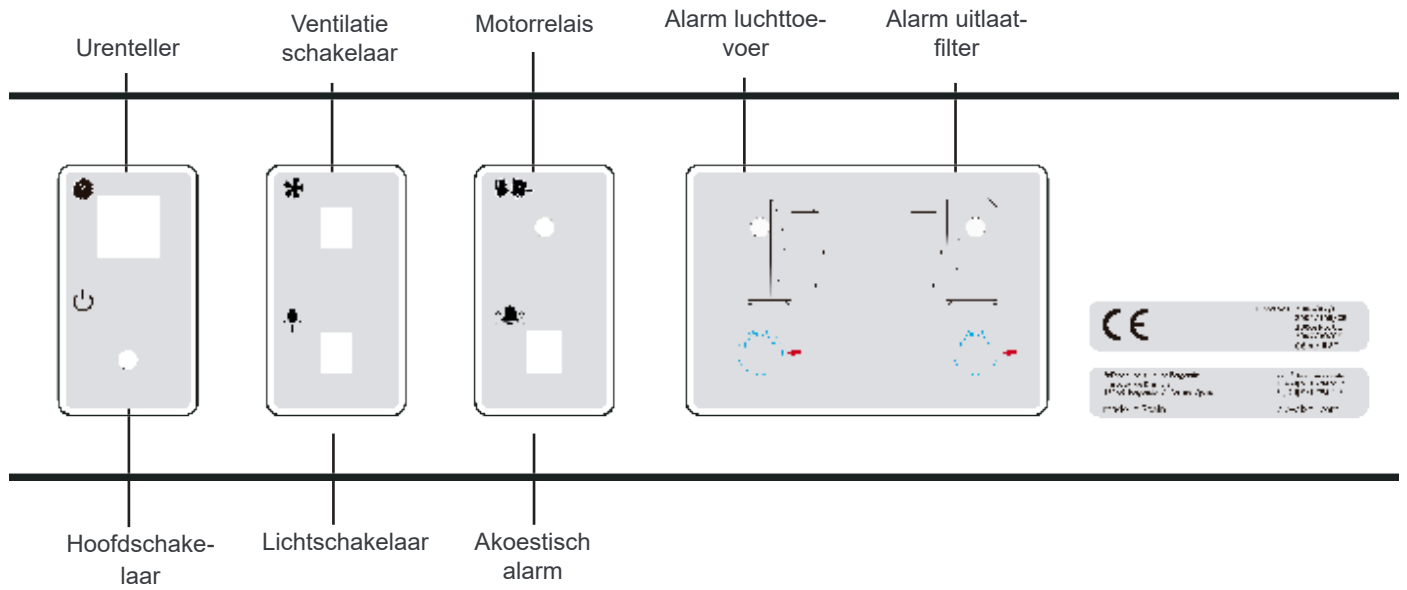 Urenteller
Ventilatie
schakelaar
Motorrelais
Alarm luchttoe-
voer
Alarm uitlaat-
filter
CE
Hoofdschake-
laar
Lichtschakelaar
Akoestisch
alarm